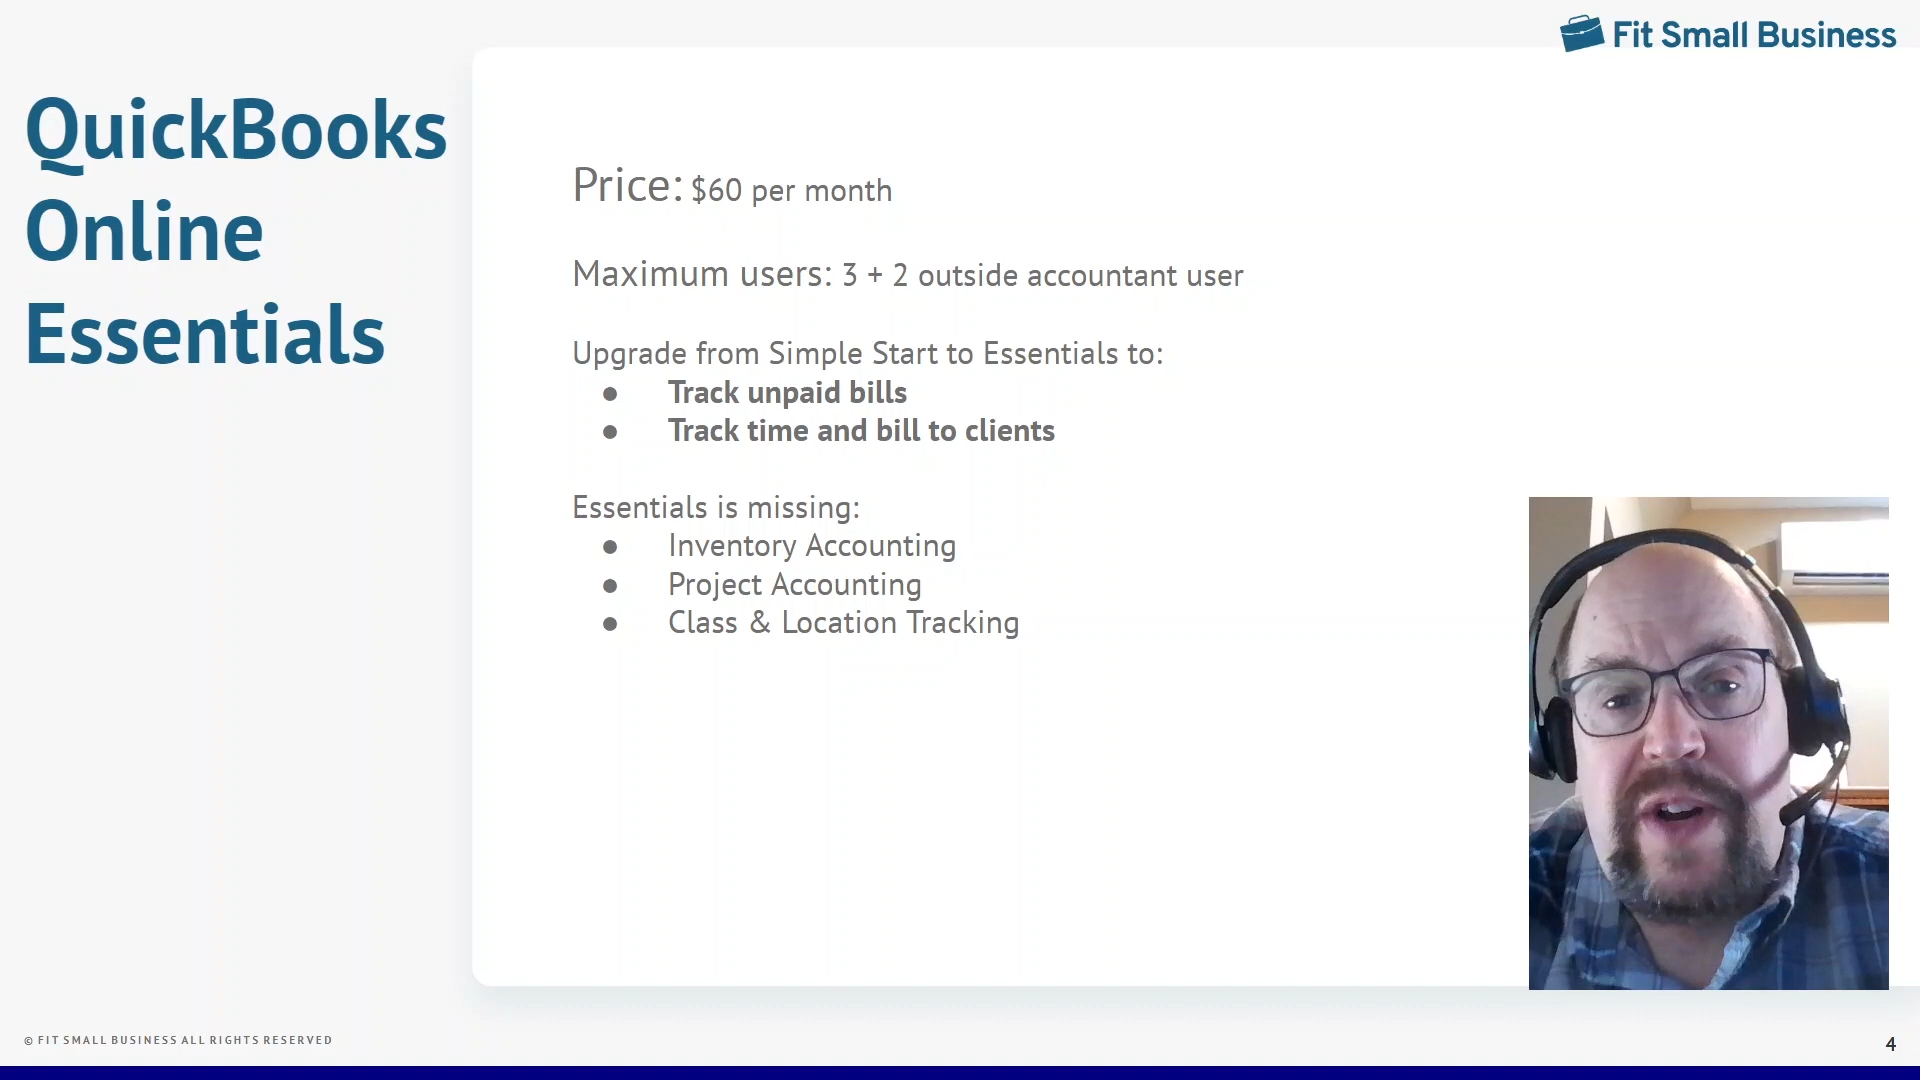 Fit Small Business
QuickBooks
Online
Essentials
Price: $60 per month
Maximum users: 3 + 2 outside accountant user
Upgrade from Simple Start to Essentials to:
● Track unpaid bills
● Track time and bill to clients
Essentials is missing:
● Inventory Accounting
● Project Accounting
● Class & Location Tracking
© FIT SMALL BUSINESS ALL RIGHTS RESERVED
4